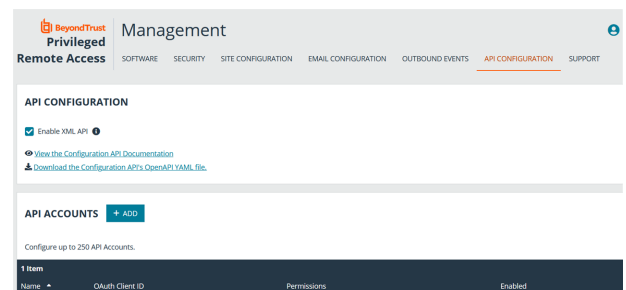 BeyondTrust
Privileged
Remote Access
Management
SOFTWARE SECURITY SITE CONFIGURATION EMAIL CONFIGURATION OUTBOUND EVENTS API CONFIGURATION SUPPORT
API CONFIGURATION
Enable XML API
View the Configuration API Documentation
Download the Configuration API's OpenAPI YAML file.
API ACCOUNTS + ADD
Configure up to 250 API Accounts.
1 Item
Name OAuth Client ID Permissions Enabled